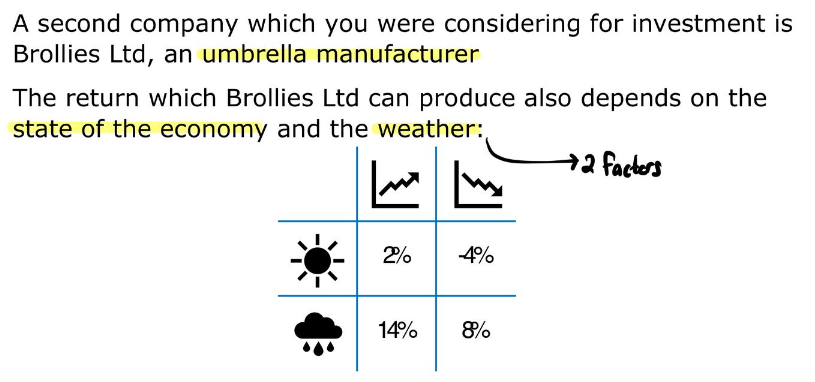 A second company which you were considering for investment is
Brollies Ltd, an umbrella manufacturer
The return which Brollies Ltd can produce also depends on the
state of the economy and the weather:
→2 factors
2% -4%
14% 8%